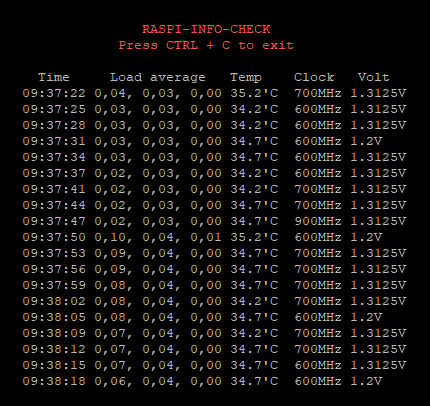 RASPI-INFO-CHECK
Press CTRL + C to exit
Time Load average Temp Clock Volt
09:37:22 0,04, 0,03, 0,00 35.2'C 700MHz 1.3125V
09:37:25 0,03, 0,03, 0,00 34.2'C 600MHz 1.3125V
09:37:28 0,03, 0,03, 0,00 34.2'C 600MHz 1.3125V
09:37:31 0,03, 0,03, 0,00 34.7'C 600MHz 1.2V
09:37:34 0,03, 0,03, 0,00 34.7'C 600MHz 1.3125V
09:37:37 0,02, 0,03, 0,00 34.2'C 600MHz 1.3125V
09:37:41 0,02, 0,03, 0,00 34.2'C 700MHz 1.3125V
09:37:44 0,02, 0,03, 0,00 34.7'C 700MHz 1.3125V
09:37:47 0,02, 0,03, 0,00 34.7'C 900MHz 1.3125V
09:37:50 0,10, 0,04, 0,01 35.2'C 600MHz 1.2V
09:37:53 0,09, 0,04, 0,00 34.7'C 700MHz 1.3125V
09:37:56 0,09, 0,04, 0,00 34.7'C 700MHz 1.3125V
09:37:59 0,08, 0,04, 0,00 34.7'C 700MHz 1.3125V
09:38:02 0,08, 0,04, 0,00 34.2'C 700MHz 1.3125V
09:38:05 0,08, 0,04, 0,00 34.7'C 600MHz 1.2V
09:38:09 0,07, 0,04, 0,00 34.2'C 700MHz 1.3125V
09:38:12 0,07, 0,04, 0,00 34.7'C 700MHz 1.3125V
09:38:15 0,07, 0,04, 0,00 34.7'C 600MHz 1.3125V
09:38:18 0,06, 0,04, 0,00 34.7'C 600MHz 1.2V